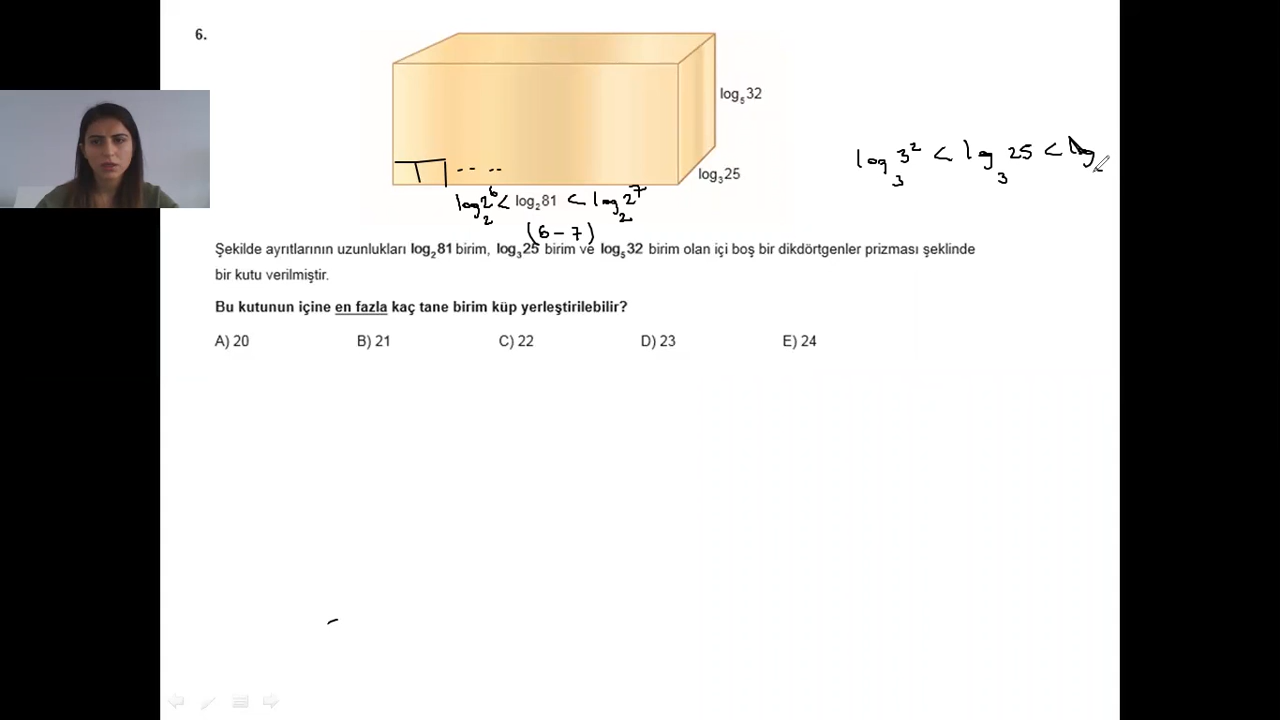 6.
log₅32
log₃3² < log₃25 < log
log₃25
log₂2⁶ < log₂81 < log₂2⁷
(6 – 7)
Şekilde ayrıtlarının uzunlukları log₂81 birim, log₃25 birim ve log₅32 birim olan içi boş bir dikdörtgenler prizması şeklinde
bir kutu verilmiştir.
Bu kutunun içine en fazla kaç tane birim küp yerleştirilebilir?
A) 20 B) 21 C) 22 D) 23 E) 24